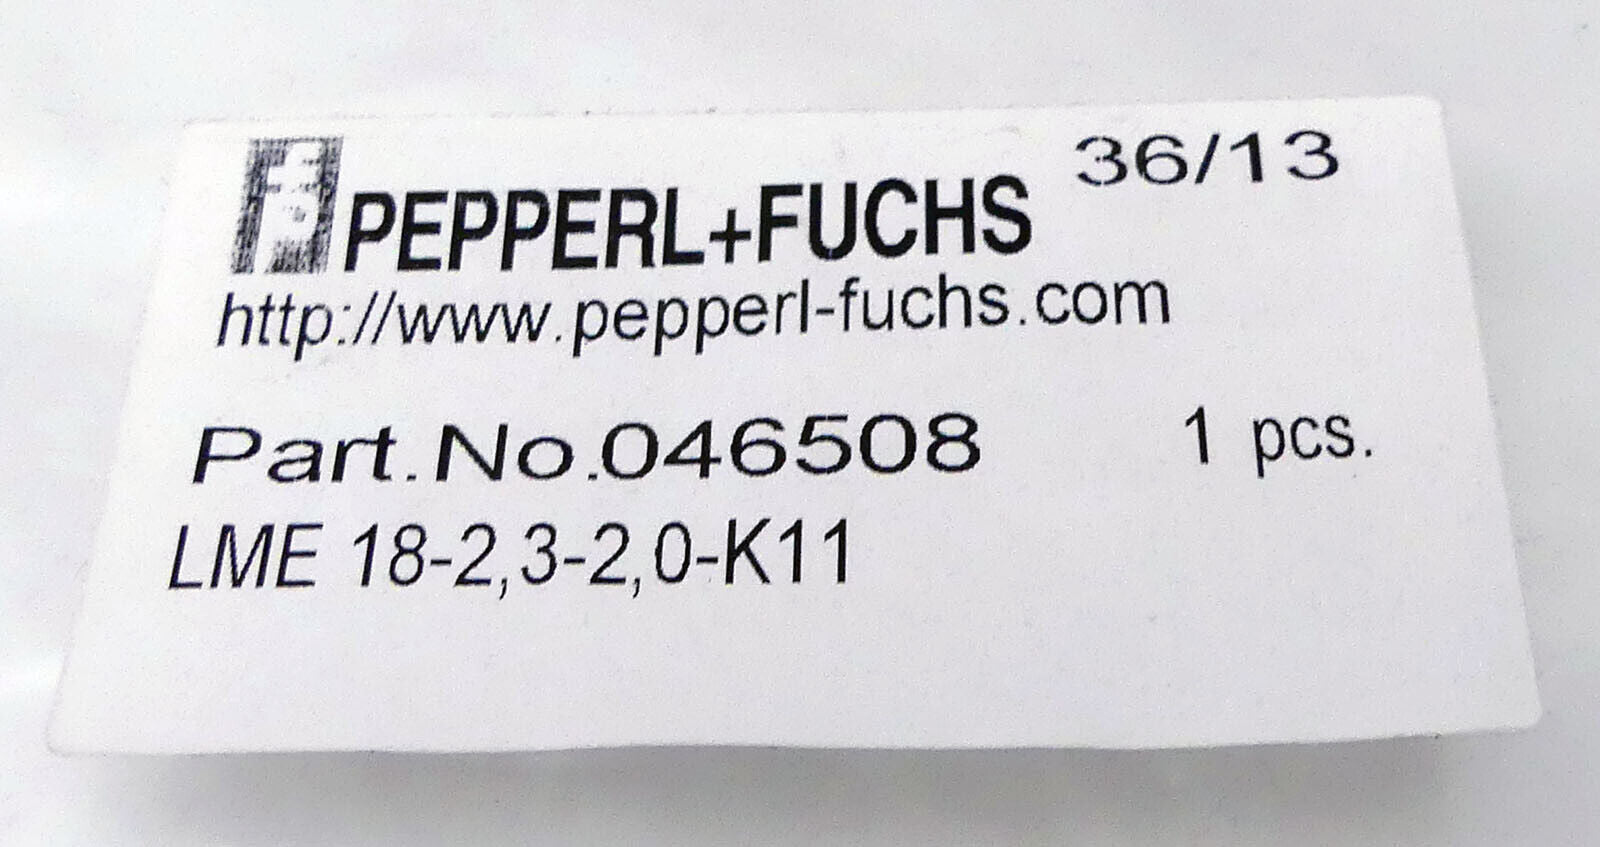 PEPPERL+FUCHS 36/13
http://www.pepperl-fuchs.com
Part.No.046508 1 pcs.
LME 18-2,3-2,0-K11